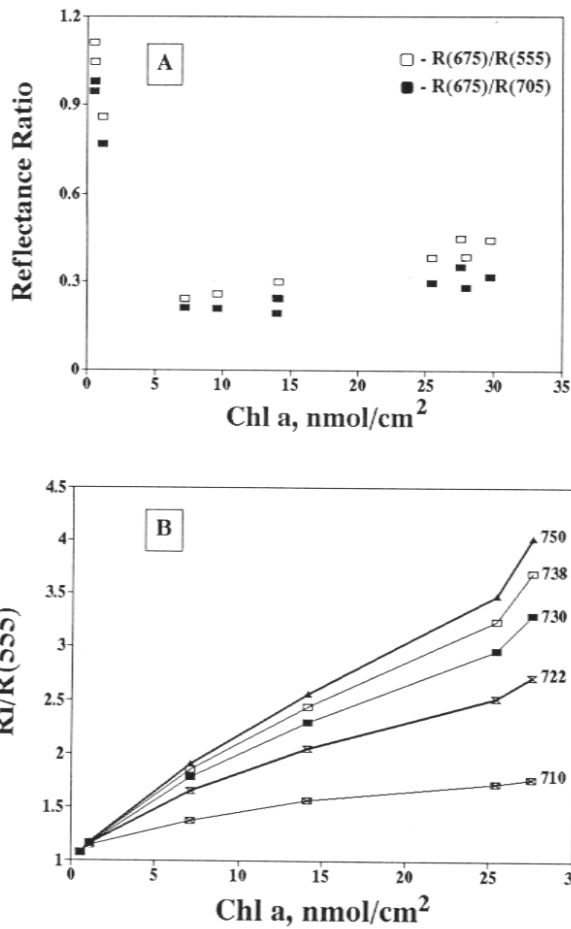 1.2
A
- R(675)/R(555)
- R(675)/R(705)
0.9
0.6
0.3
0
Reflectance Ratio
0 5 10 15 20 25 30 35
Chl a, nmol/cm2
4.5
B
4
3.5
3
2.5
2
1.5
1
750
738
730
722
710
R(555)
0 5 10 15 20 25
Chl a, nmol/cm2